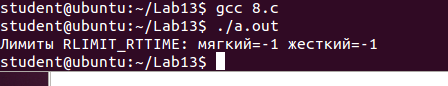 student@ubuntu:~/Lab13$ gcc 8.c
student@ubuntu:~/Lab13$ ./a.out
Лимиты RLIMIT_RTTIME: мягкий=-1 жесткий=-1
student@ubuntu:~/Lab13$